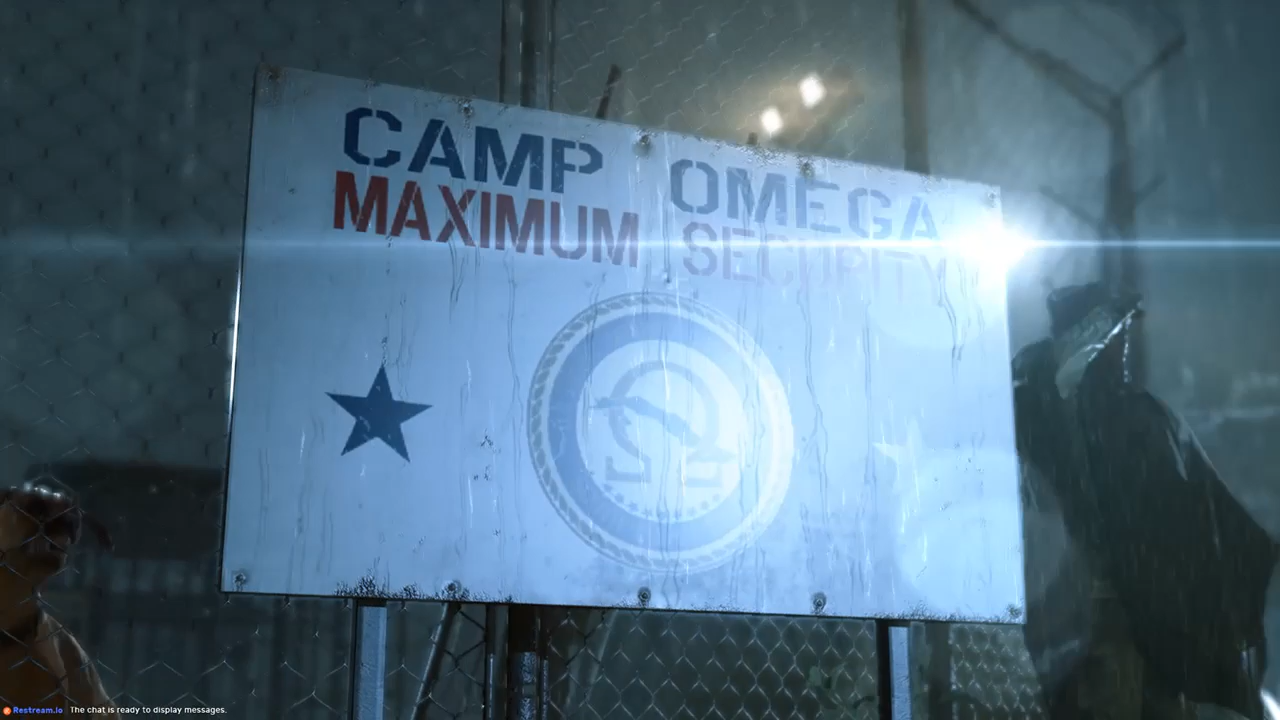 CAMP OMEGA
MAXIMUM SECURITY
Restream.io The chat is ready to display messages.